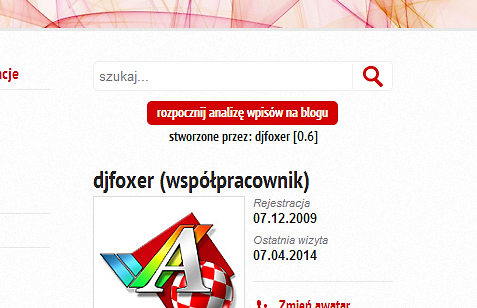 szukaj...
cje
rozpocznij analizę wpisów na blogu
stworzone przez: djfoxer [0.6]
djfoxer (współpracownik)
Rejestracja
07.12.2009
Ostatnia wizyta
07.04.2014
A
Zmień awatar